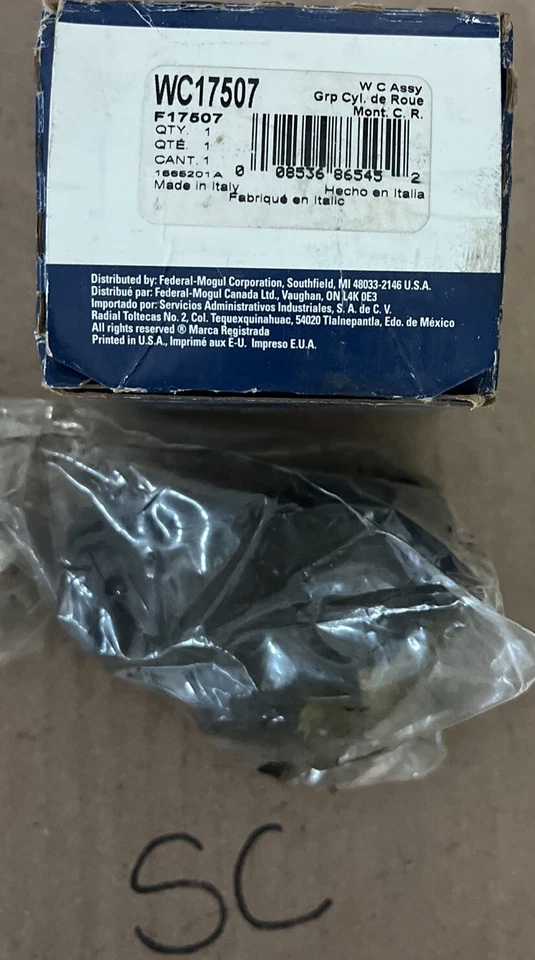 WC17507
W C Assy
Grp Cyl. de Roue
Mont. C. R.
F17507
QTY. 1
QTÉ. 1
CANT. 1
1666201A
0 08536 86545 2
Made in Italy
Hecho en Italia
Fabriqué en Italie
Distributed by: Federal-Mogul Corporation, Southfield, MI 48033-2146 U.S.A.
Distribué par: Federal-Mogul Canada Ltd., Vaughan, ON L4K 0E3
Importado por: Servicios Administrativos Industriales, S. A. de C. V.
Radial Toltecas No. 2, Col. Tequexquinahuac, 54020 Tlalnepantla, Edo. de México
All rights reserved ® Marca Registrada
Printed in U.S.A., Imprimé aux E-U. Impreso E.U.A.
SC